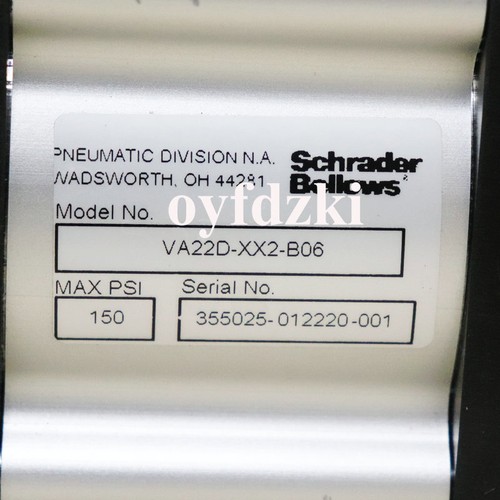 PNEUMATIC DIVISION N.A.
WADSWORTH, OH 44281
Schrader
Bellows
Model No.
oyfdzki
VA22D-XX2-B06
MAX PSI
Serial No.
150
355025-012220-001